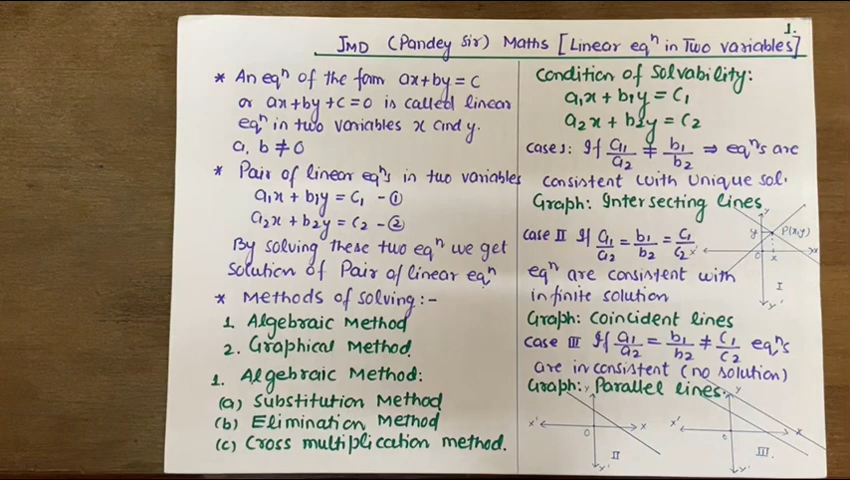 1.
JMD (Pandey Sir) Maths [Linear eqⁿ in Two variables]
* An eqⁿ of the form ax+by=c
or ax+by+c=0 is called linear
eqⁿ in two variables x and y.
a, b ≠ 0
* Pair of linear eqⁿs in two variables
a₁x + b₁y = c₁ - ①
a₂x + b₂y = c₂ - ②
By solving these two eqⁿ we get
solution of Pair of linear eqⁿ
* Methods of solving :-
1. Algebraic Method
2. Graphical Method.
1. Algebraic Method:
(a) Substitution Method
(b) Elimination Method
(c) Cross multiplication method.
Condition of Solvability:
a₁x + b₁y = c₁
a₂x + b₂y = c₂
case 1: If a₁/a₂ ≠ b₁/b₂ ⇒ eqⁿs are
consistent with unique sol.
Graph: Intersecting lines
case II If a₁/a₂ = b₁/b₂ = c₁/c₂
eqⁿ are consistent with
infinite solution
Graph: Coincident lines
case III If a₁/a₂ = b₁/b₂ ≠ c₁/c₂ eqⁿs
are inconsistent (no solution)
Graph: Parallel lines.
Y
y P(x,y)
x' O x X
I
Y'
Y
X' O X
II
Y'
Y
X' O X
III.
Y'